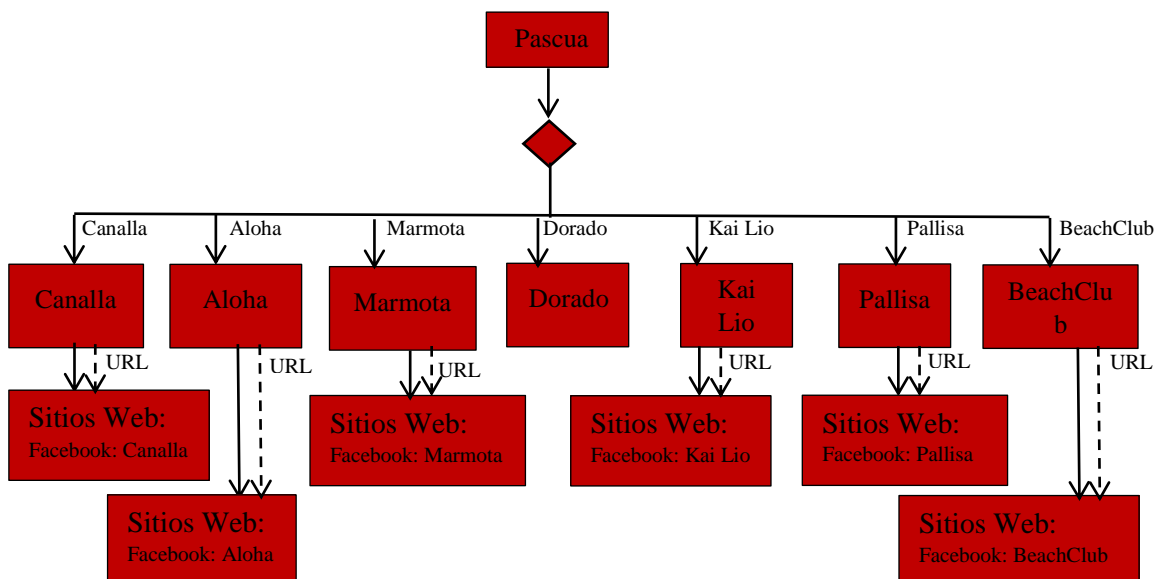 Pascua
Canalla
Aloha
Marmota
Dorado
Kai Lio
Pallisa
BeachClub
Canalla
Aloha
Marmota
Dorado
Kai
Lio
Pallisa
BeachClu
b
URL
URL
URL
URL
URL
URL
Sitios Web:
Facebook: Canalla
Sitios Web:
Facebook: Marmota
Sitios Web:
Facebook: Kai Lio
Sitios Web:
Facebook: Pallisa
Sitios Web:
Facebook: Aloha
Sitios Web:
Facebook: BeachClub